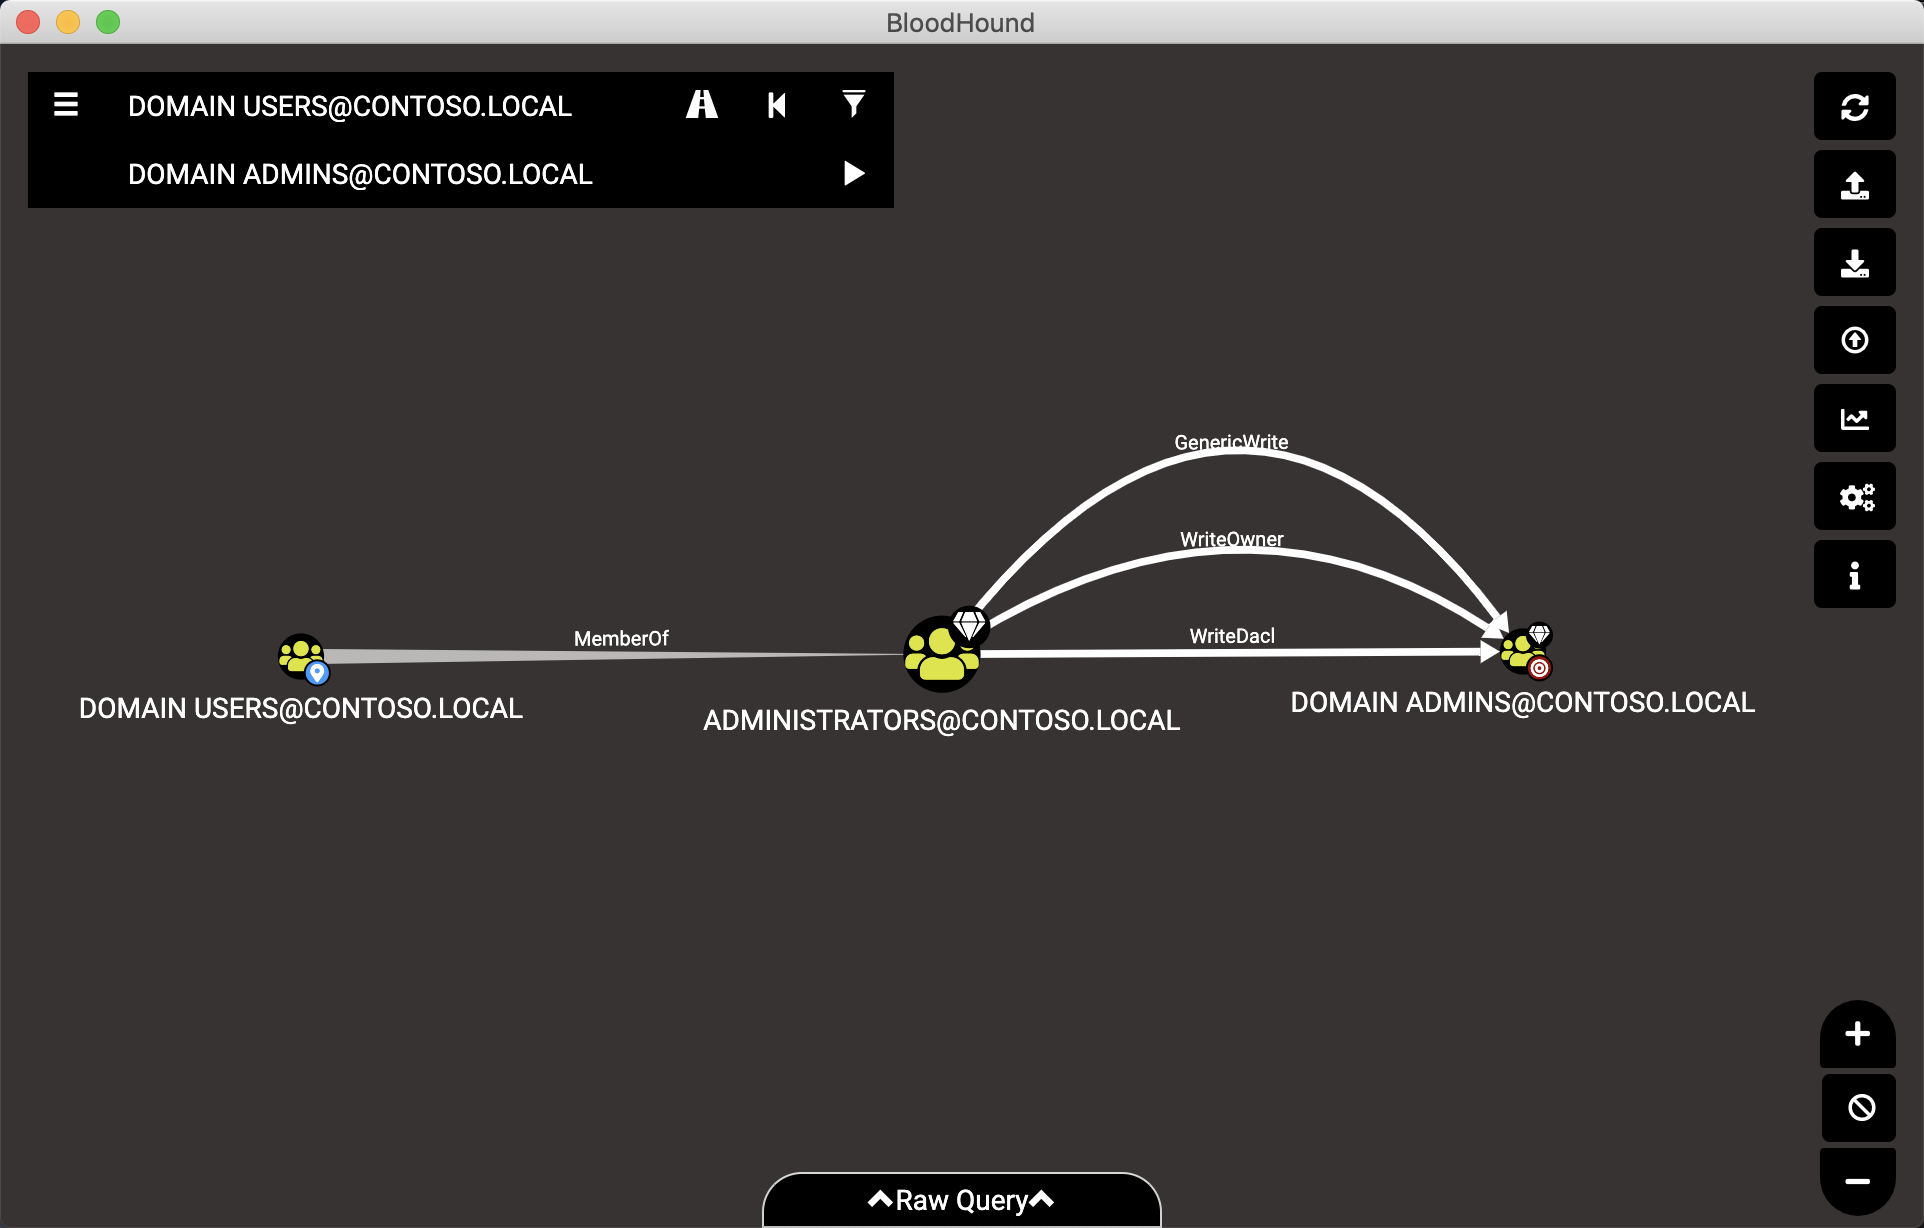 BloodHound
DOMAIN USERS@CONTOSO.LOCAL
DOMAIN ADMINS@CONTOSO.LOCAL
GenericWrite
WriteOwner
WriteDacl
MemberOf
DOMAIN USERS@CONTOSO.LOCAL
ADMINISTRATORS@CONTOSO.LOCAL
DOMAIN ADMINS@CONTOSO.LOCAL
Raw Query